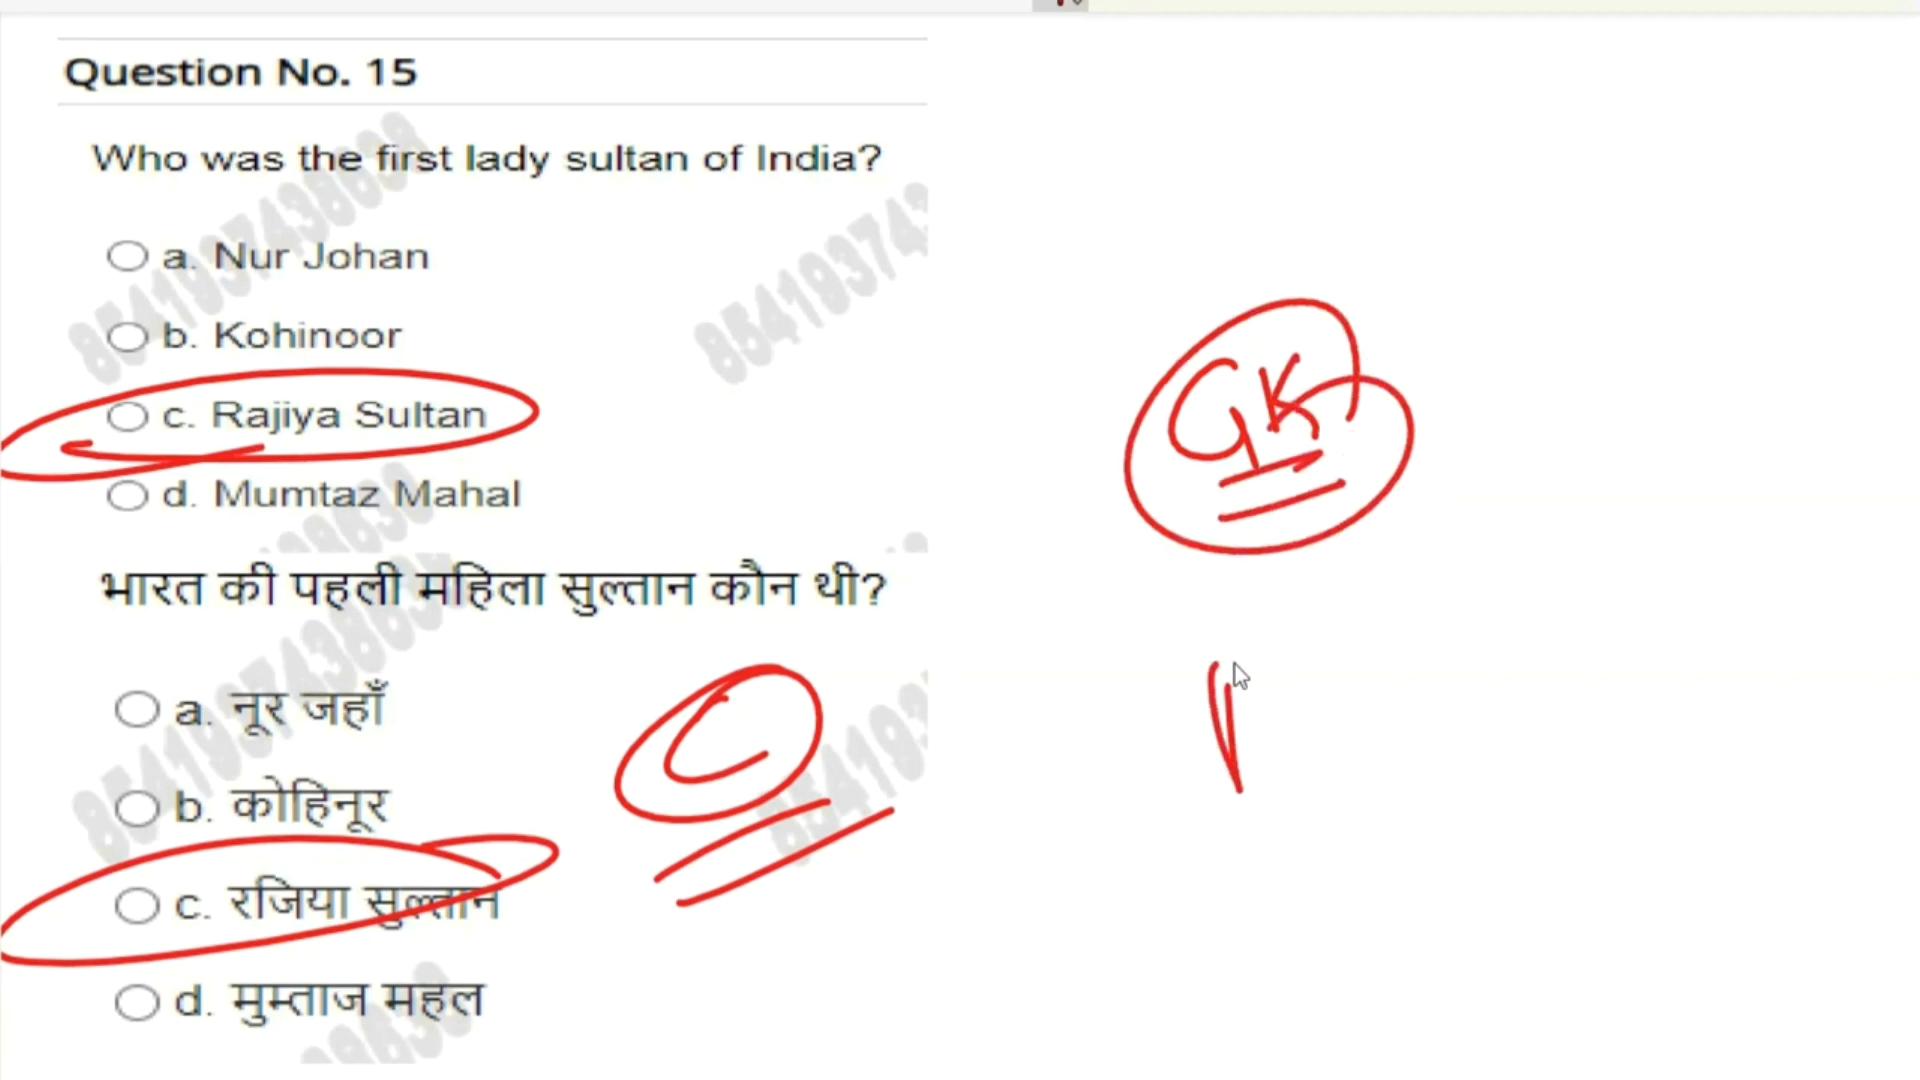 Question No. 15
Who was the first lady sultan of India?
a. Nur Johan
b. Kohinoor
c. Rajiya Sultan
d. Mumtaz Mahal
भारत की पहली महिला सुल्तान कौन थी?
a. नूर जहाँ
b. कोहिनूर
c. रजिया सुल्तान
d. मुम्ताज महल
C
GK